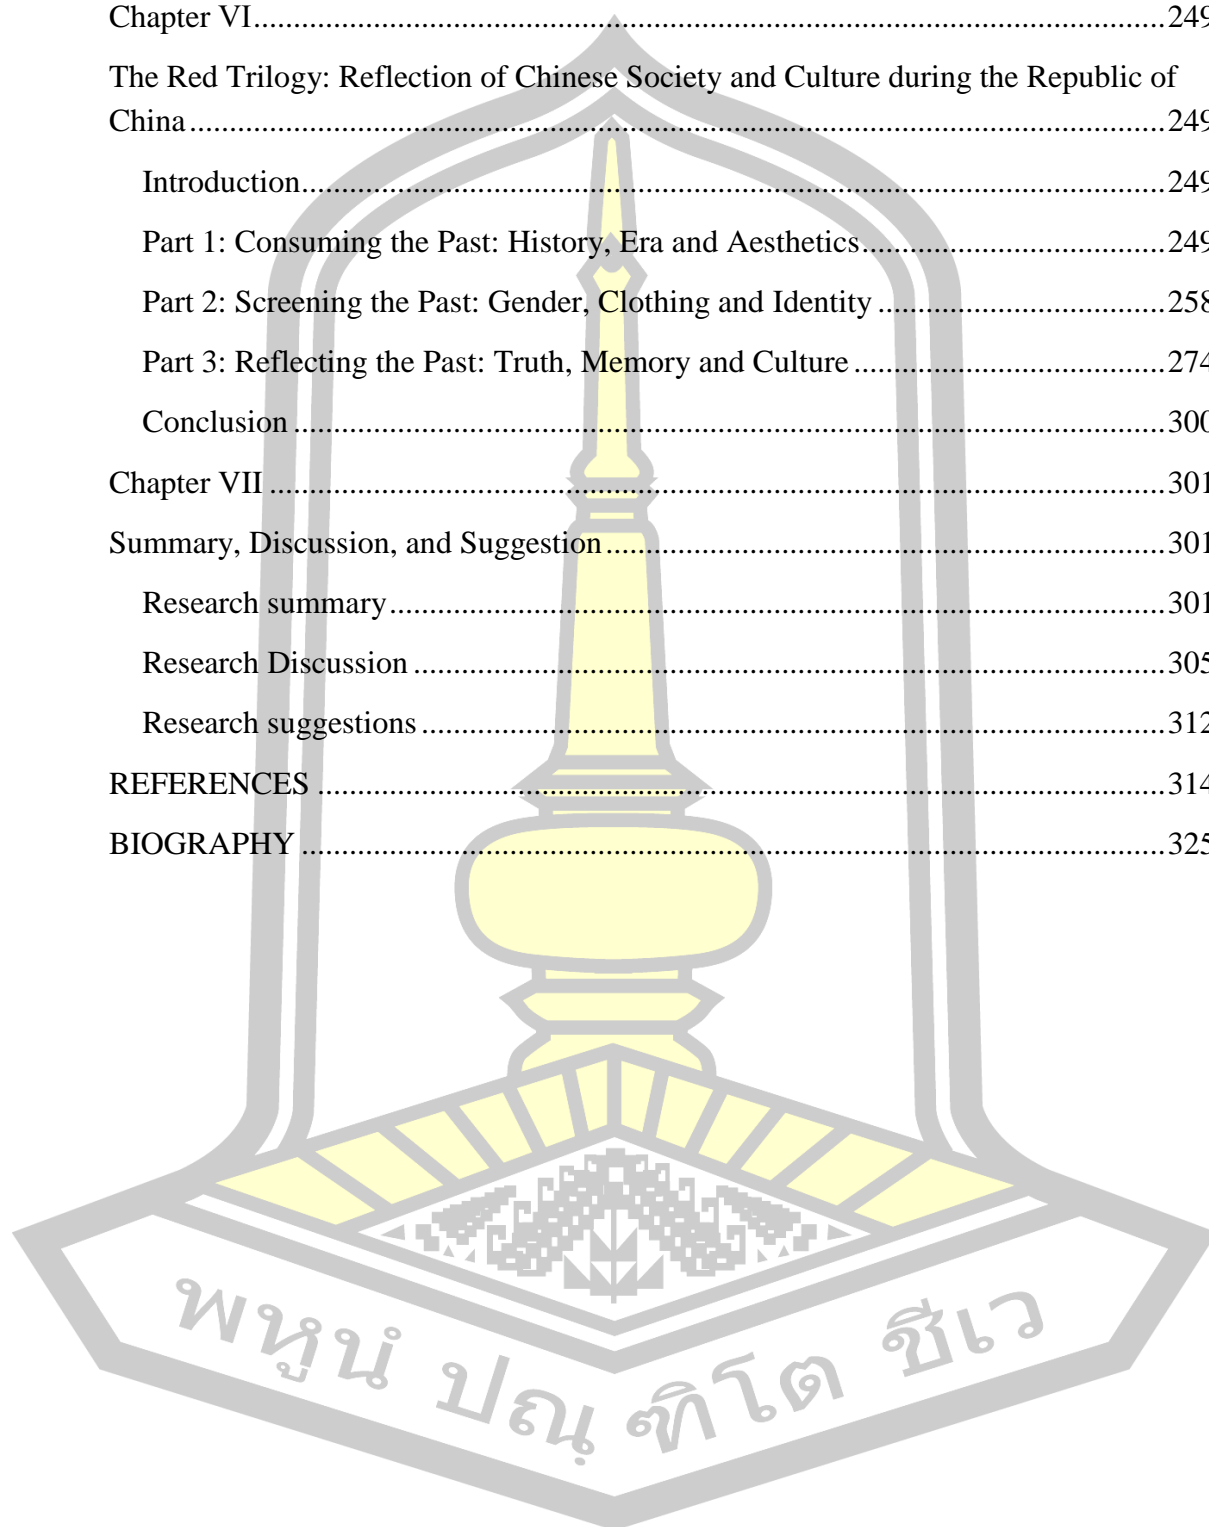 Chapter VI.......................................................................................................................249
The Red Trilogy: Reflection of Chinese Society and Culture during the Republic of
China...............................................................................................................................249
Introduction.................................................................................................................249
Part 1: Consuming the Past: History, Era and Aesthetics............................................249
Part 2: Screening the Past: Gender, Clothing and Identity ..........................................258
Part 3: Reflecting the Past: Truth, Memory and Culture .............................................274
Conclusion ..................................................................................................................300
Chapter VII .....................................................................................................................301
Summary, Discussion, and Suggestion...........................................................................301
Research summary......................................................................................................301
Research Discussion ...................................................................................................305
Research suggestions ..................................................................................................312
REFERENCES ...............................................................................................................314
BIOGRAPHY .................................................................................................................325
พหูนํ ปณฺฑิโต ชีเว